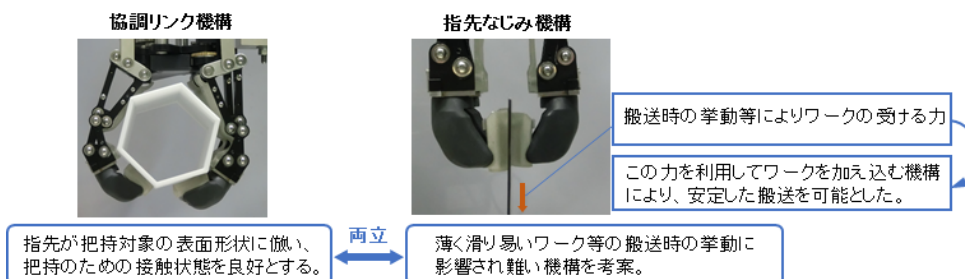 協調リンク機構
指先なじみ機構
搬送時の挙動等によりワークの受ける力
この力を利用してワークを加え込む機構
により、安定した搬送を可能とした。
指先が把持対象の表面形状に倣い、
把持のための接触状態を良好とする。
両立
薄く滑り易いワーク等の搬送時の挙動に
影響され難い機構を考案。